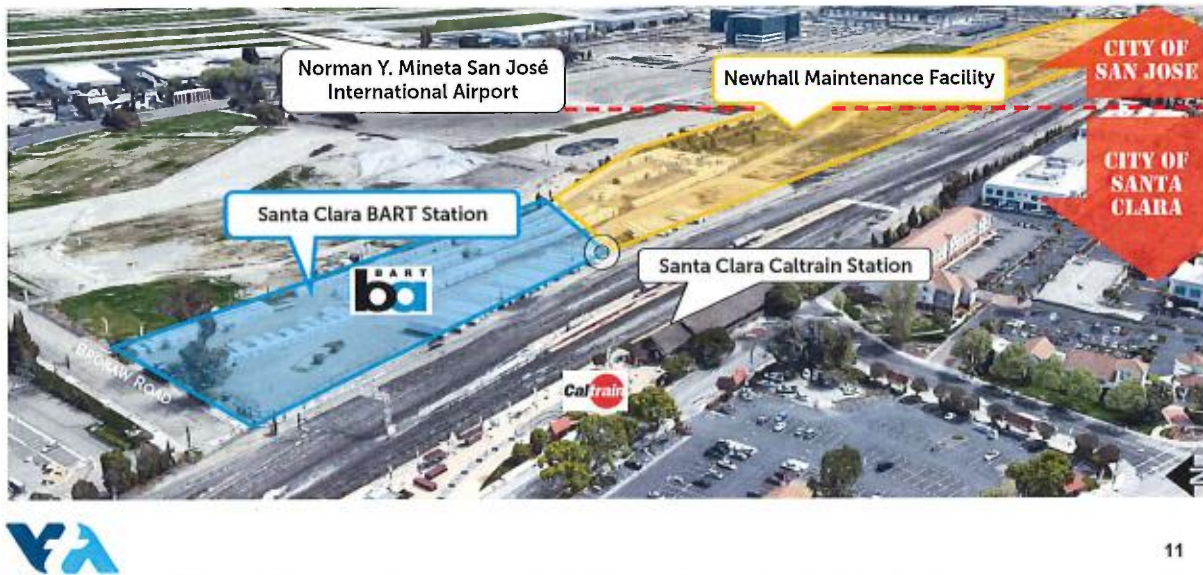 Norman Y. Mineta San José
International Airport
Newhall Maintenance Facility
CITY OF
SAN JOSE
CITY OF
SANTA
CLARA
Santa Clara BART Station
BART
ba
Santa Clara Caltrain Station
BROKAW ROAD
Caltrain
VTA
11